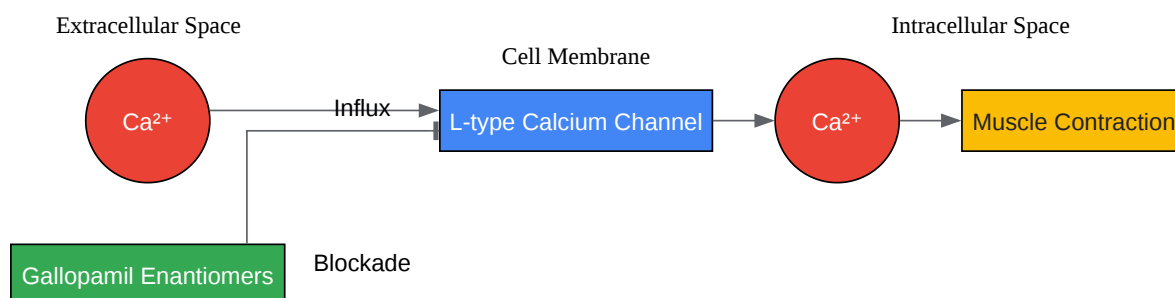 Extracellular Space
Intracellular Space
Cell Membrane
Ca²⁺
Influx
L-type Calcium Channel
Ca²⁺
Muscle Contraction
Gallopamil Enantiomers
Blockade